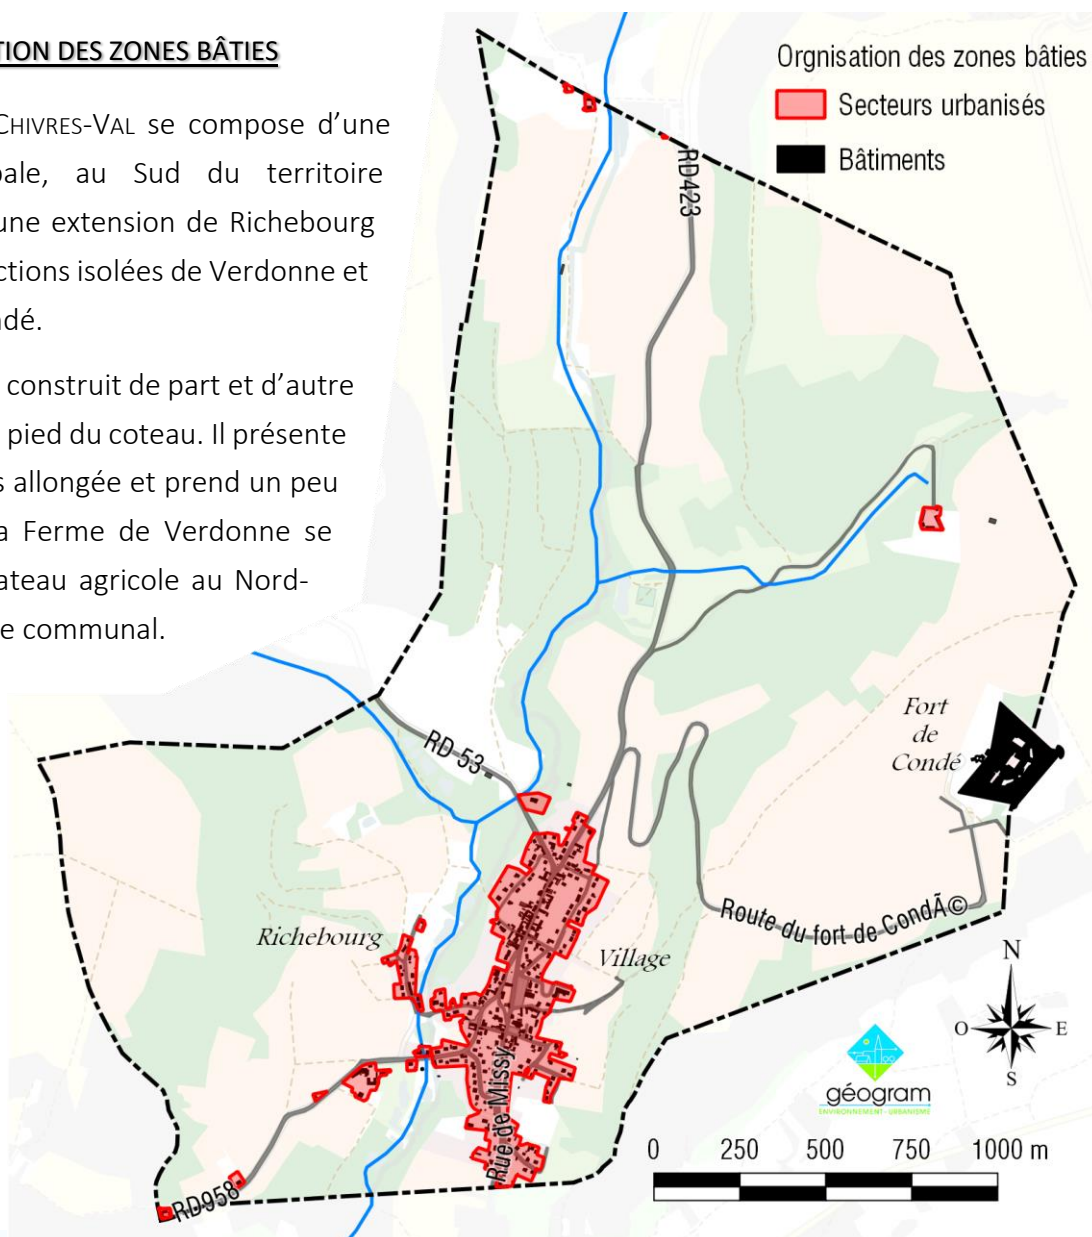 TION DES ZONES BÂTIES
CHIVRES-VAL se compose d’une
pale, au Sud du territoire
une extension de Richebourg
ctions isolées de Verdonne et
ndé.
construit de part et d’autre
pied du coteau. Il présente
s allongée et prend un peu
a Ferme de Verdonne se
ateau agricole au Nord-
e communal.
Orgnisation des zones bâties
Secteurs urbanisés
Bâtiments
RD423
Fort
de
Condé
RD 53
Route du fort de CondÃ©
Richebourg
Village
Rue de Missy
RD958
N
O
E
S
géogram
ENVIRONNEMENT - URBANISME
0 250 500 750 1000 m